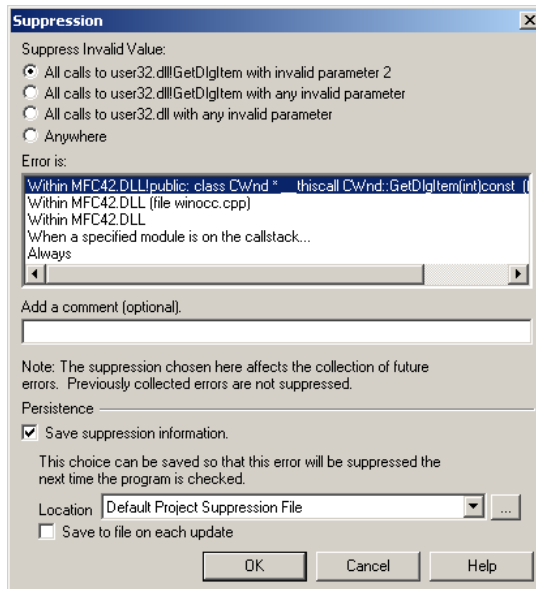 Suppression
Suppress Invalid Value:
All calls to user32.dll!GetDlgItem with invalid parameter 2
All calls to user32.dll!GetDlgItem with any invalid parameter
All calls to user32.dll with any invalid parameter
Anywhere
Error is:
Within MFC42.DLL!public: class CWnd * __thiscall CWnd::GetDlgItem(int)const (
Within MFC42.DLL (file winocc.cpp)
Within MFC42.DLL
When a specified module is on the callstack...
Always
Add a comment (optional).
Note: The suppression chosen here affects the collection of future
errors. Previously collected errors are not suppressed.
Persistence
Save suppression information.
This choice can be saved so that this error will be suppressed the
next time the program is checked.
Location Default Project Suppression File ...
Save to file on each update
OK Cancel Help